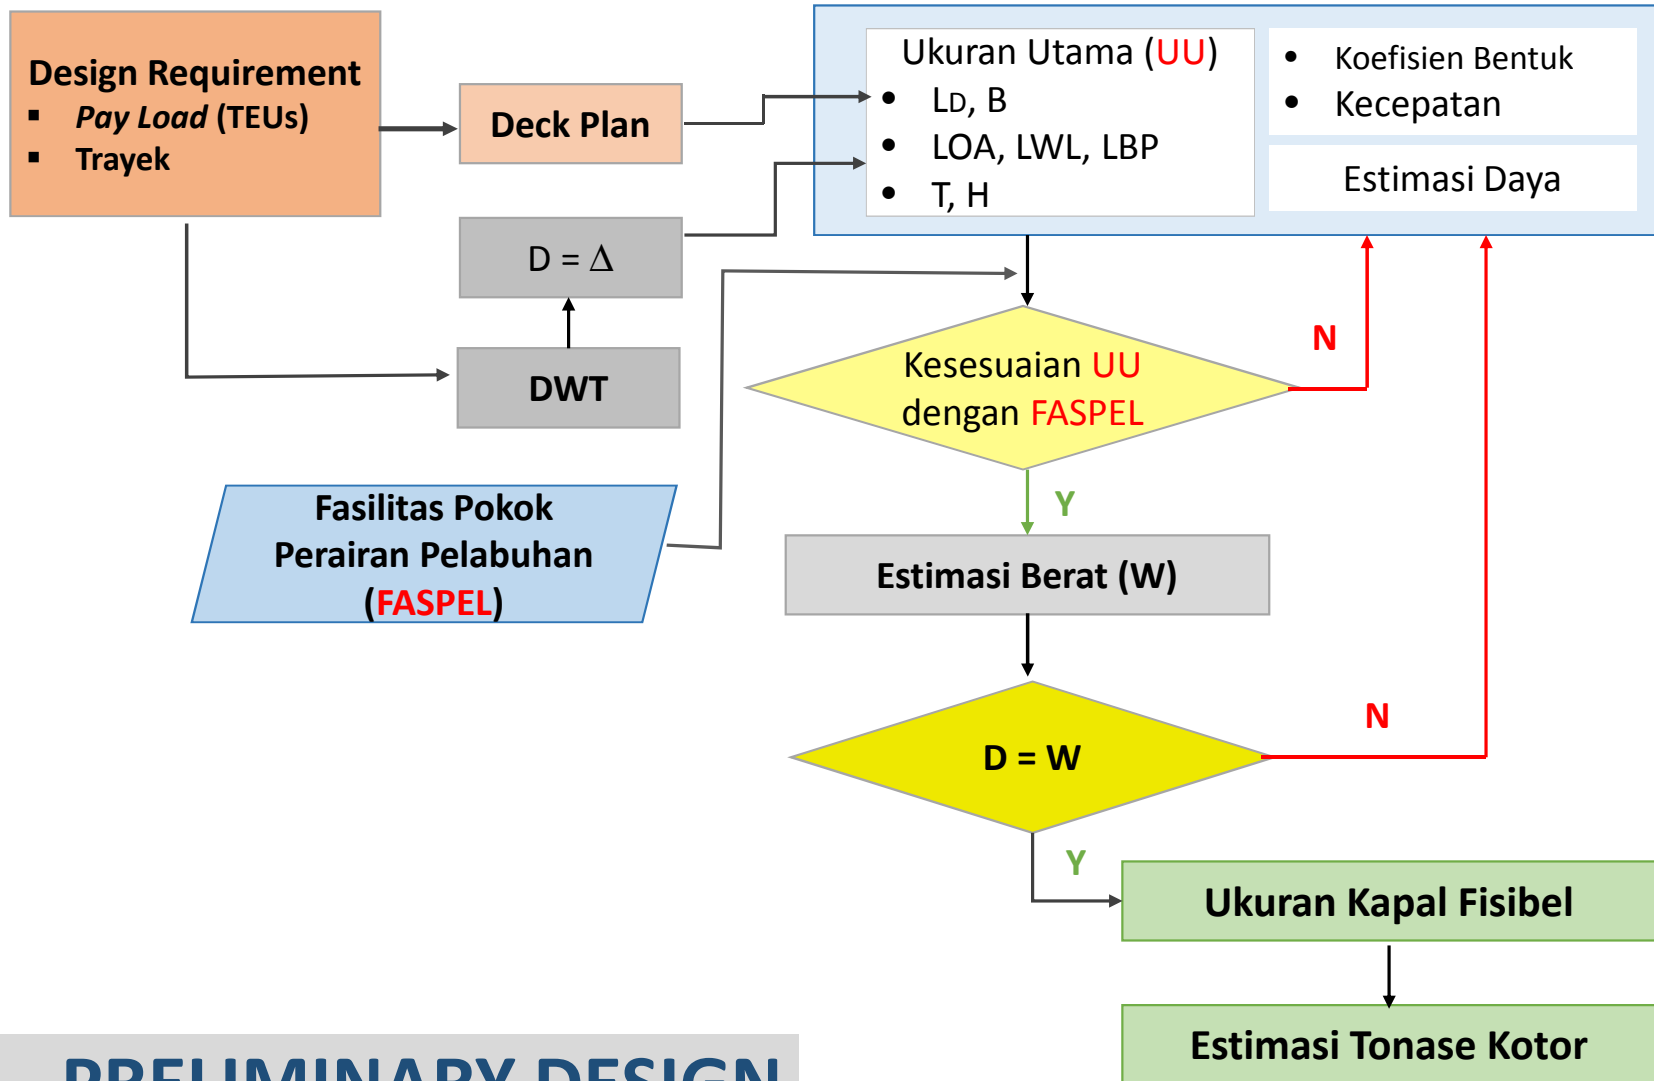 Design Requirement
▪ Pay Load (TEUs)
▪ Trayek
Deck Plan
D = Δ
DWT
Ukuran Utama (UU)
• LD, B
• LOA, LWL, LBP
• T, H
• Koefisien Bentuk
• Kecepatan
Estimasi Daya
Kesesuaian UU
dengan FASPEL
N
Y
Fasilitas Pokok
Perairan Pelabuhan
(FASPEL)
Estimasi Berat (W)
D = W
N
Y
Ukuran Kapal Fisibel
Estimasi Tonase Kotor
PRELIMINARY DESIGN